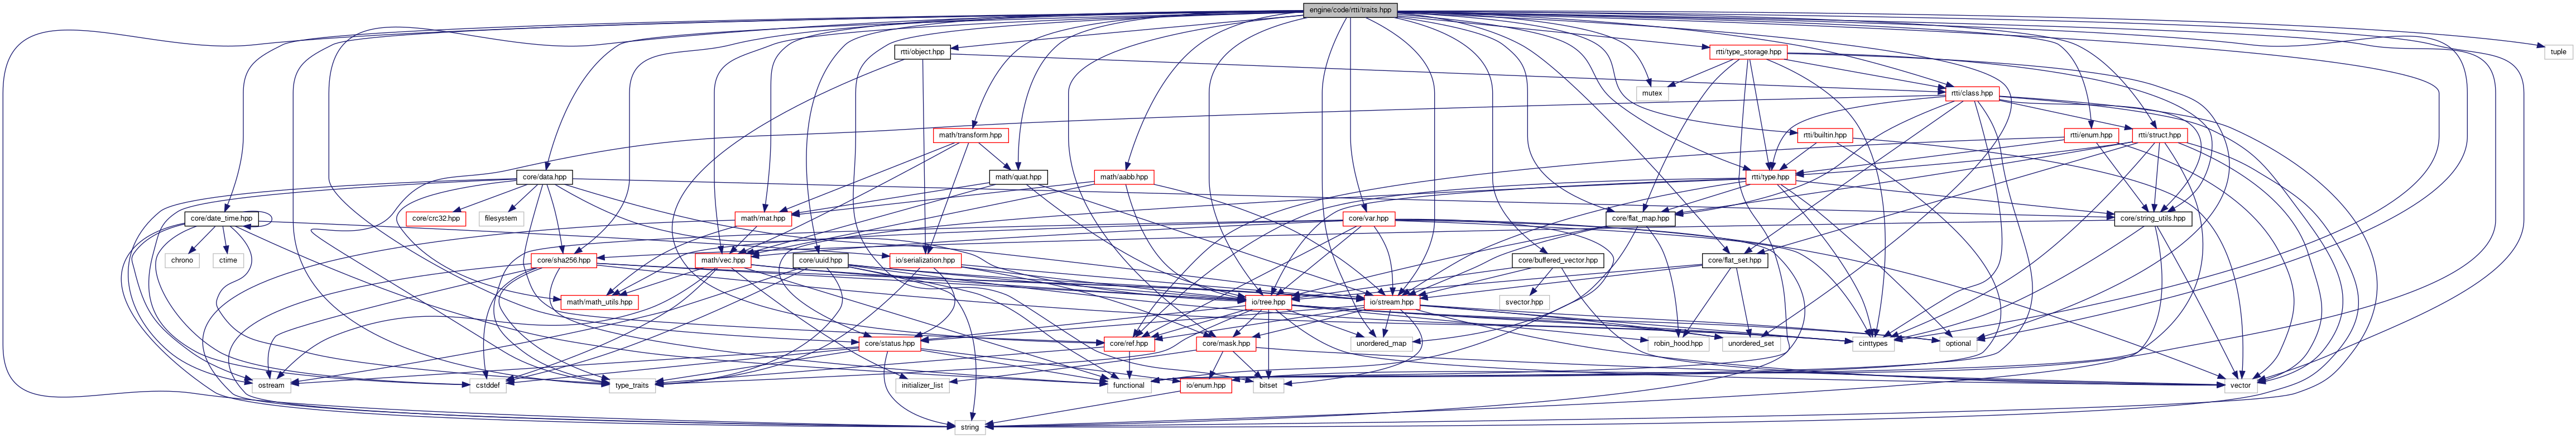 engine/code/rtti/traits.hpp
rtti/object.hpp
rtti/type_storage.hpp
tuple
mutex
rtti/class.hpp
math/transform.hpp
rtti/builtin.hpp
rtti/enum.hpp
rtti/struct.hpp
core/data.hpp
math/quat.hpp
math/aabb.hpp
rtti/type.hpp
core/date_time.hpp
core/crc32.hpp
filesystem
math/mat.hpp
core/var.hpp
core/flat_map.hpp
core/string_utils.hpp
chrono
ctime
core/sha256.hpp
math/vec.hpp
core/uuid.hpp
io/serialization.hpp
core/buffered_vector.hpp
core/flat_set.hpp
math/math_utils.hpp
io/tree.hpp
io/stream.hpp
svector.hpp
core/status.hpp
core/ref.hpp
core/mask.hpp
unordered_map
robin_hood.hpp
unordered_set
cinttypes
optional
ostream
cstddef
type_traits
initializer_list
functional
io/enum.hpp
bitset
vector
string